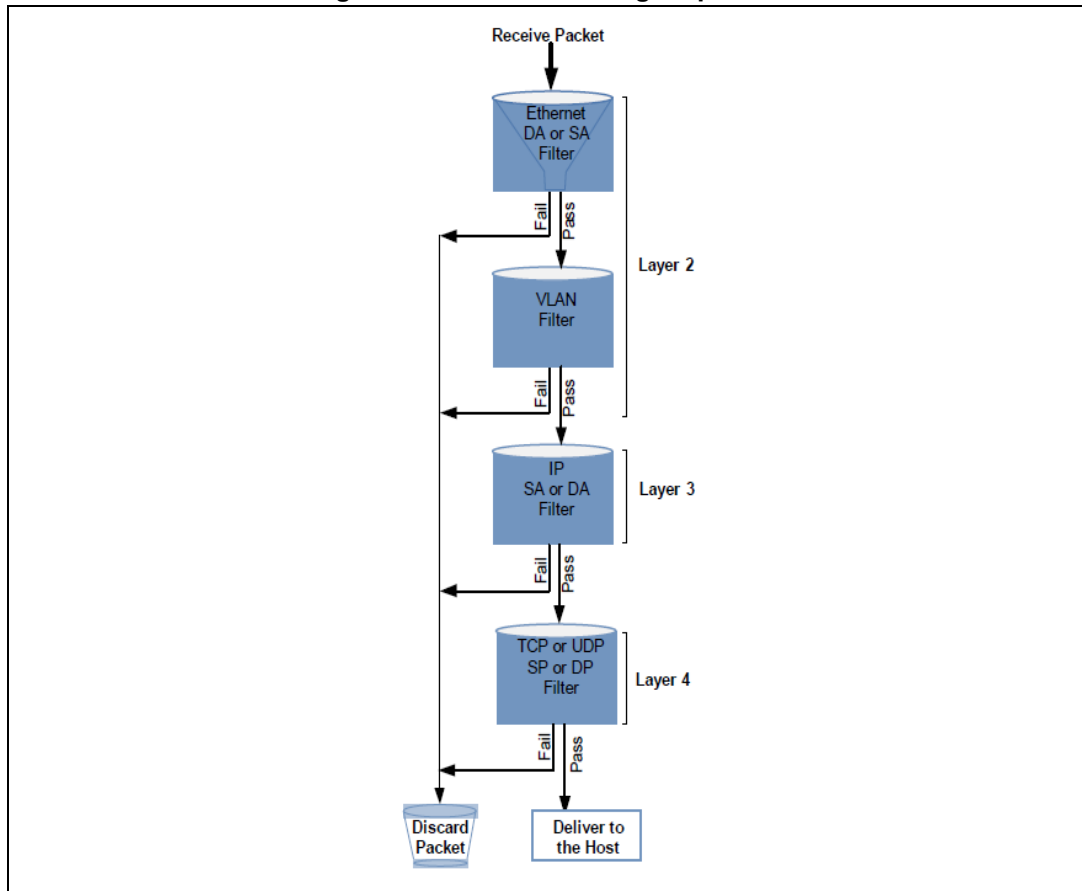 Receive Packet
Ethernet
DA or SA
Filter
Fail
Pass
Layer 2
VLAN
Filter
Fail
Pass
IP
SA or DA
Filter
Layer 3
Fail
Pass
TCP or UDP
SP or DP
Filter
Layer 4
Fail
Pass
Discard
Packet
Deliver to
the Host